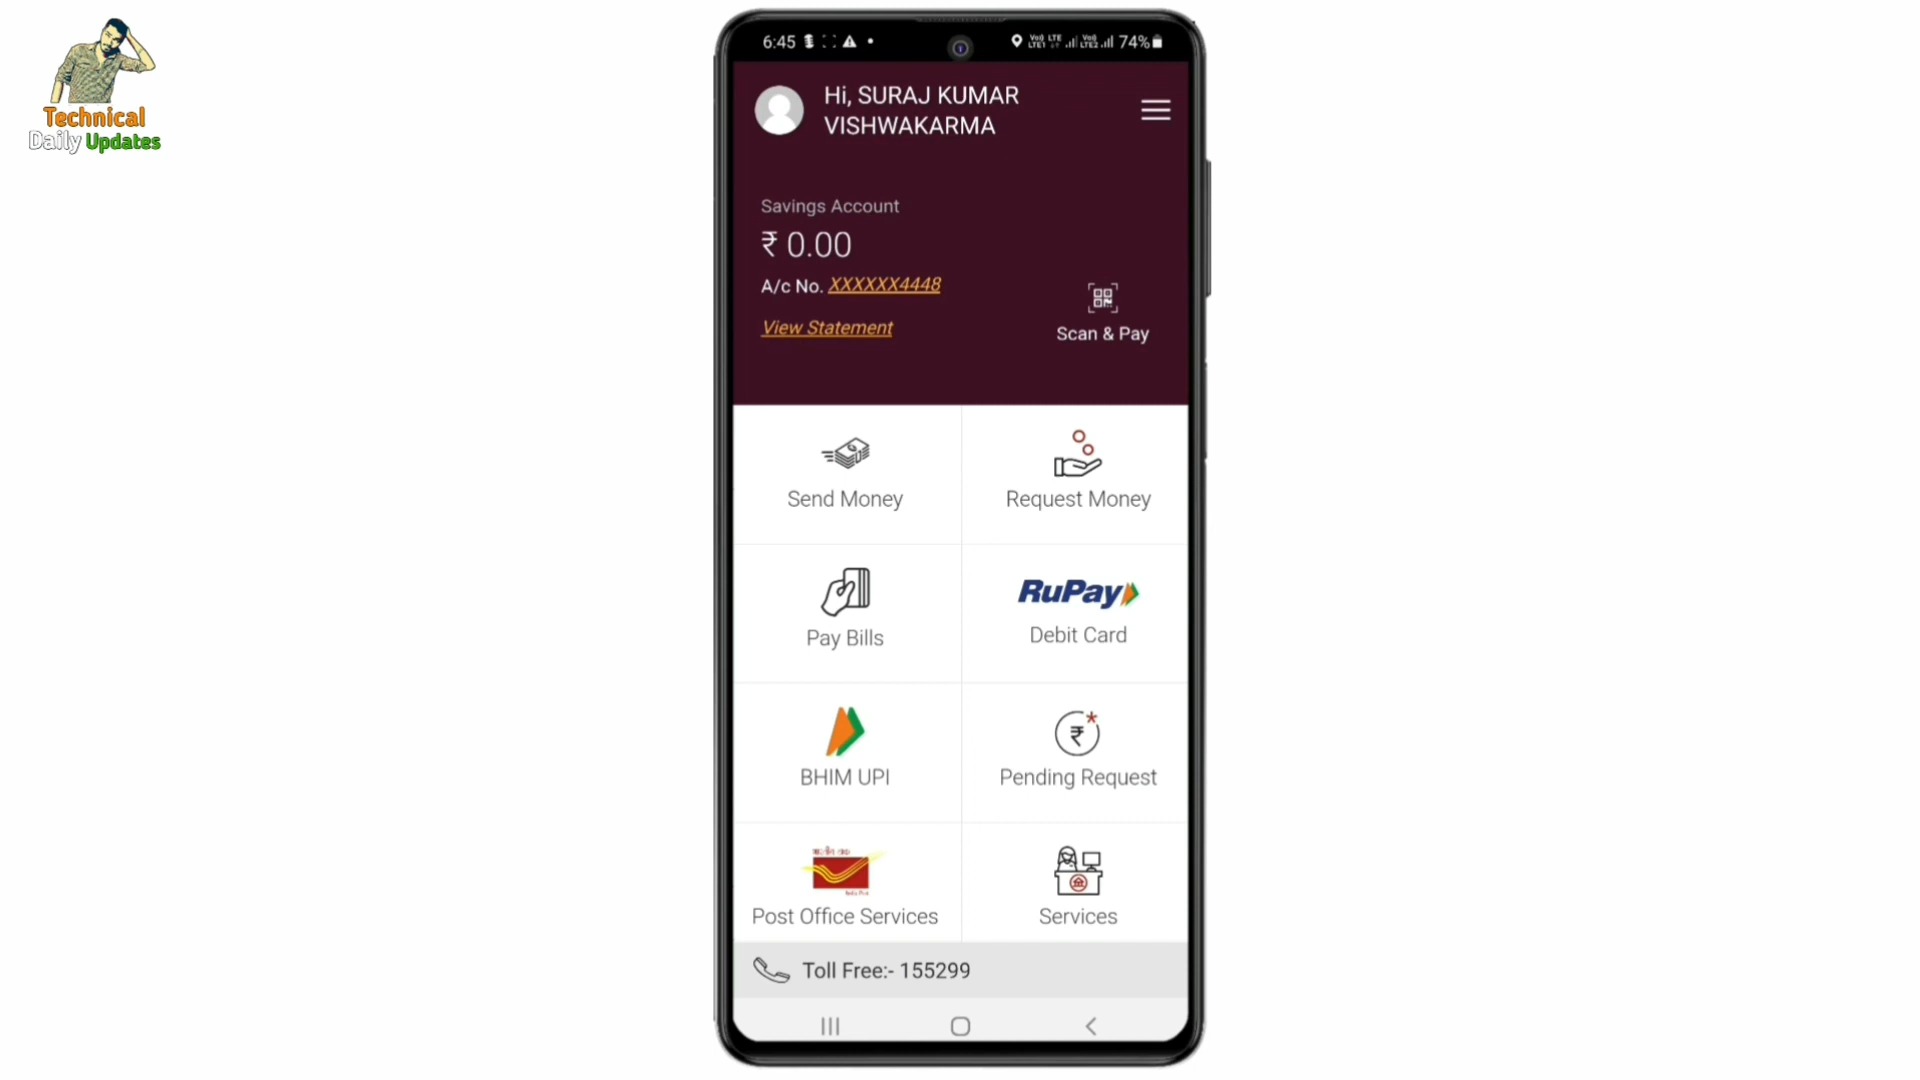 Technical
Daily Updates
6:45
74%
Hi, SURAJ KUMAR
VISHWAKARMA
Savings Account
₹ 0.00
A/c No. XXXXXX4448
View Statement
Scan & Pay
Send Money
Request Money
Pay Bills
RuPay
Debit Card
BHIM UPI
Pending Request
Post Office Services
Services
Toll Free:- 155299